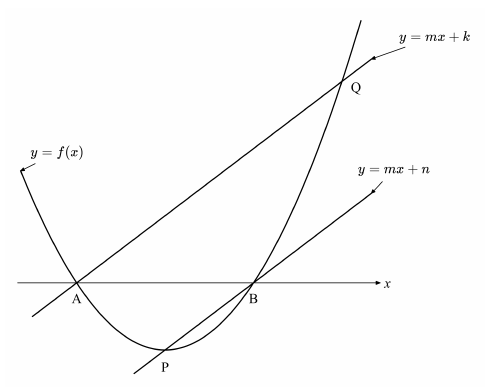 y = mx + k
Q
y = f(x)
y = mx + n
x
A
B
P